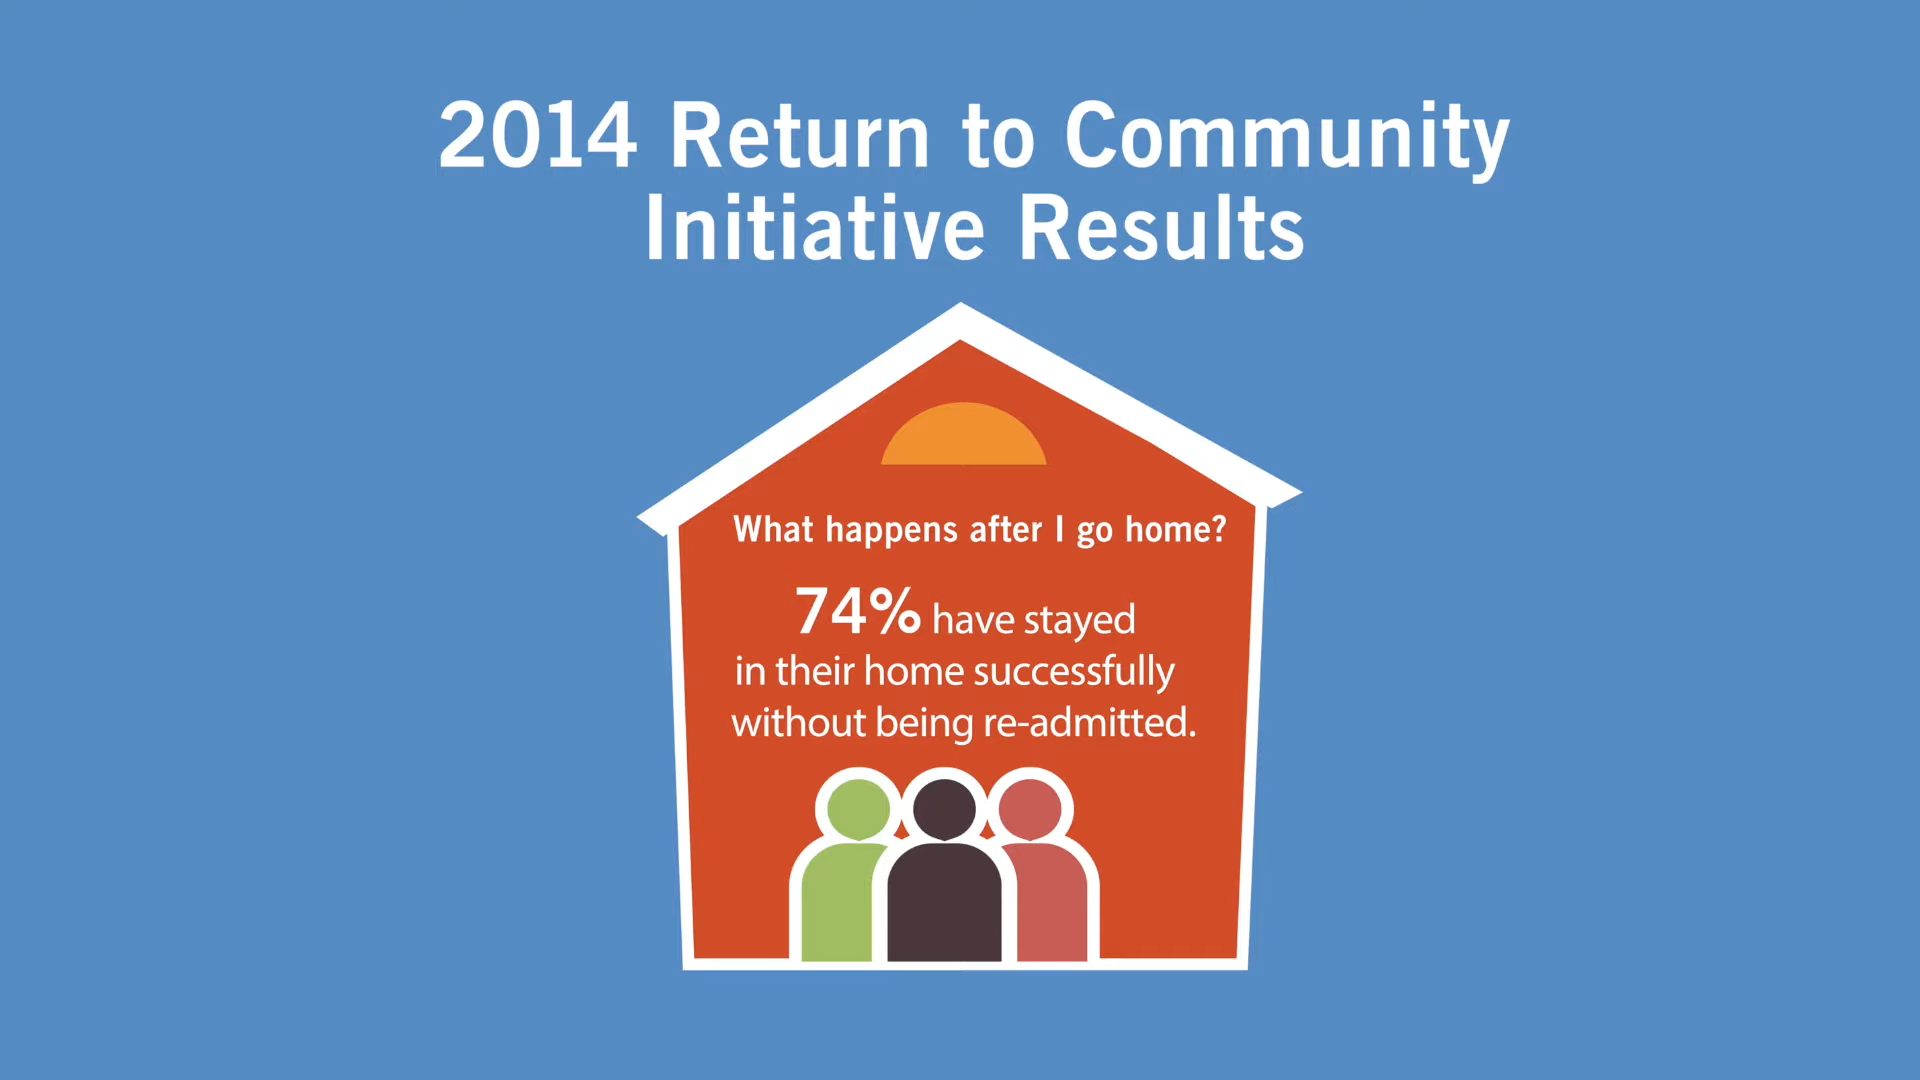 2014 Return to Community
Initiative Results
What happens after I go home?
74% have stayed
in their home successfully
without being re-admitted.